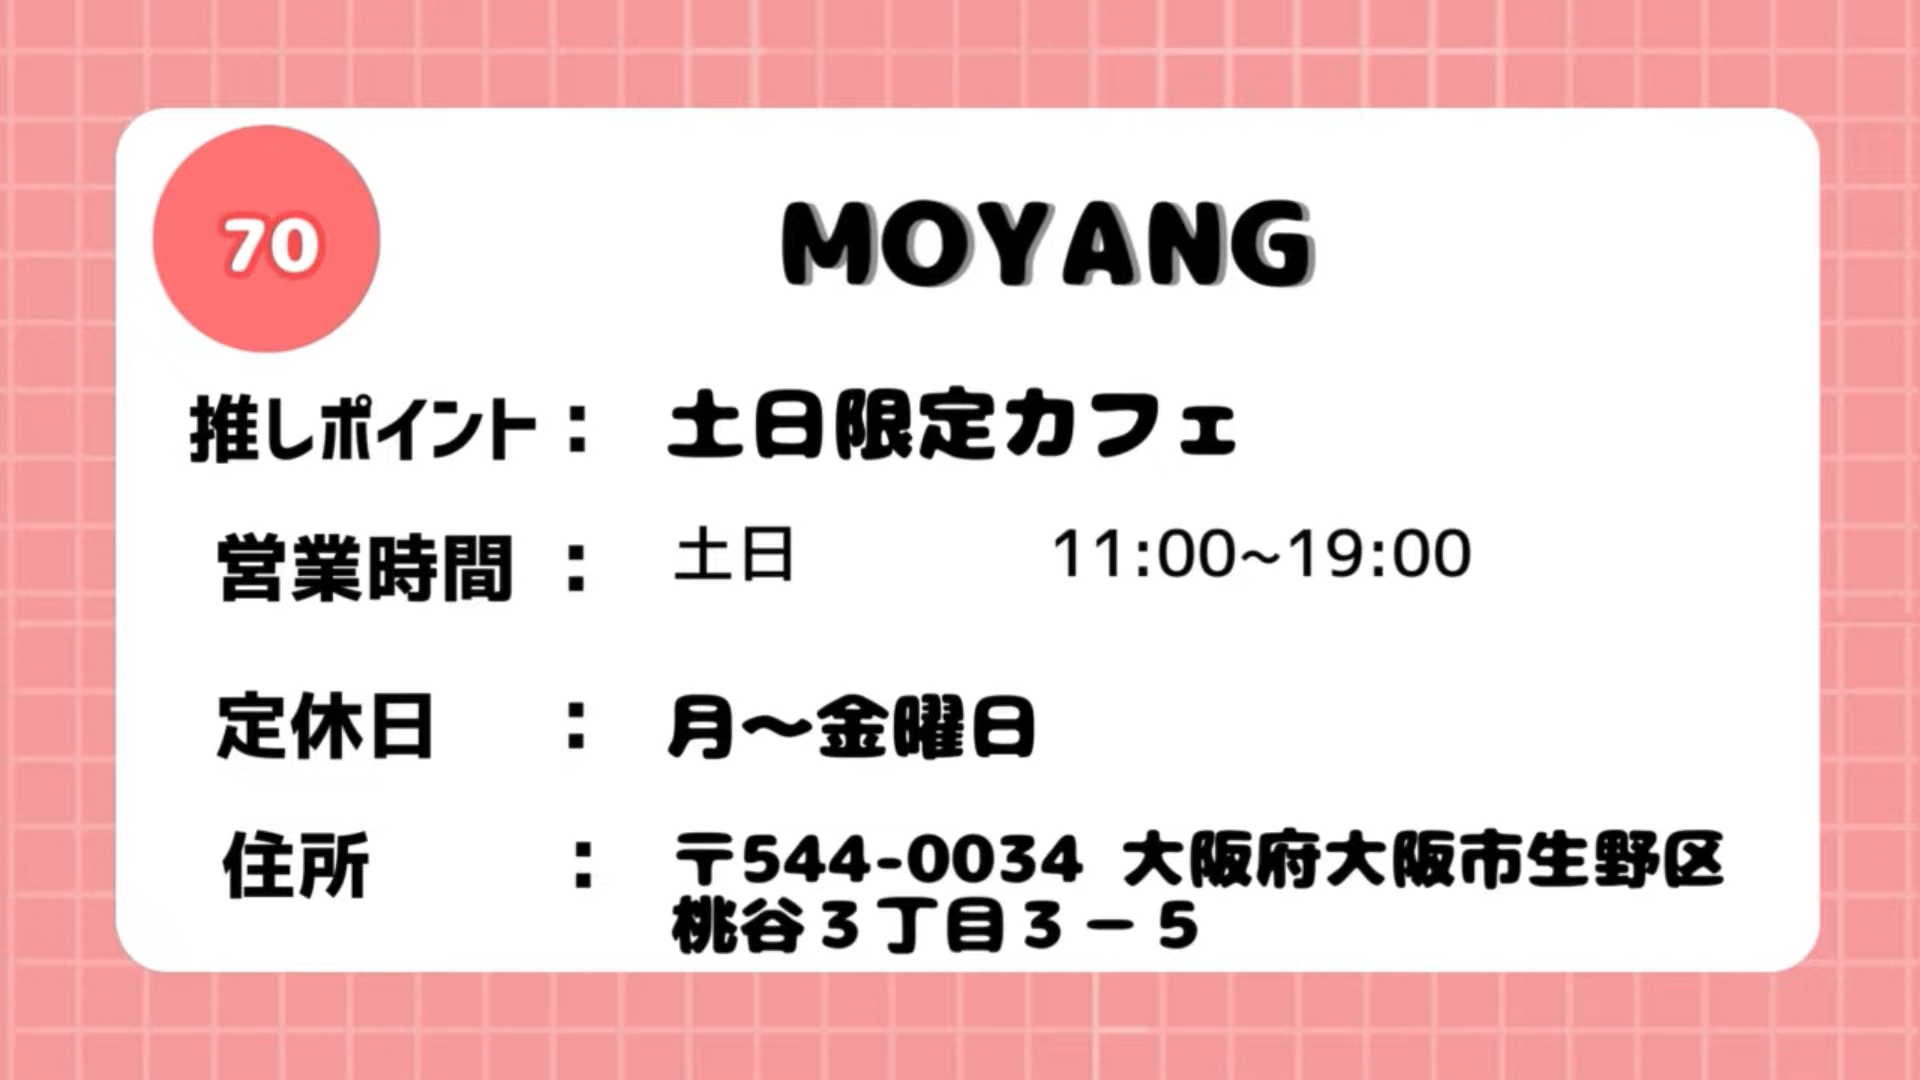 70
MOYANG
推しポイント : 土日限定カフェ
営業時間 : 土日 11:00~19:00
定休日 : 月〜金曜日
住所 : 〒544-0034 大阪府大阪市生野区
桃谷３丁目３－５